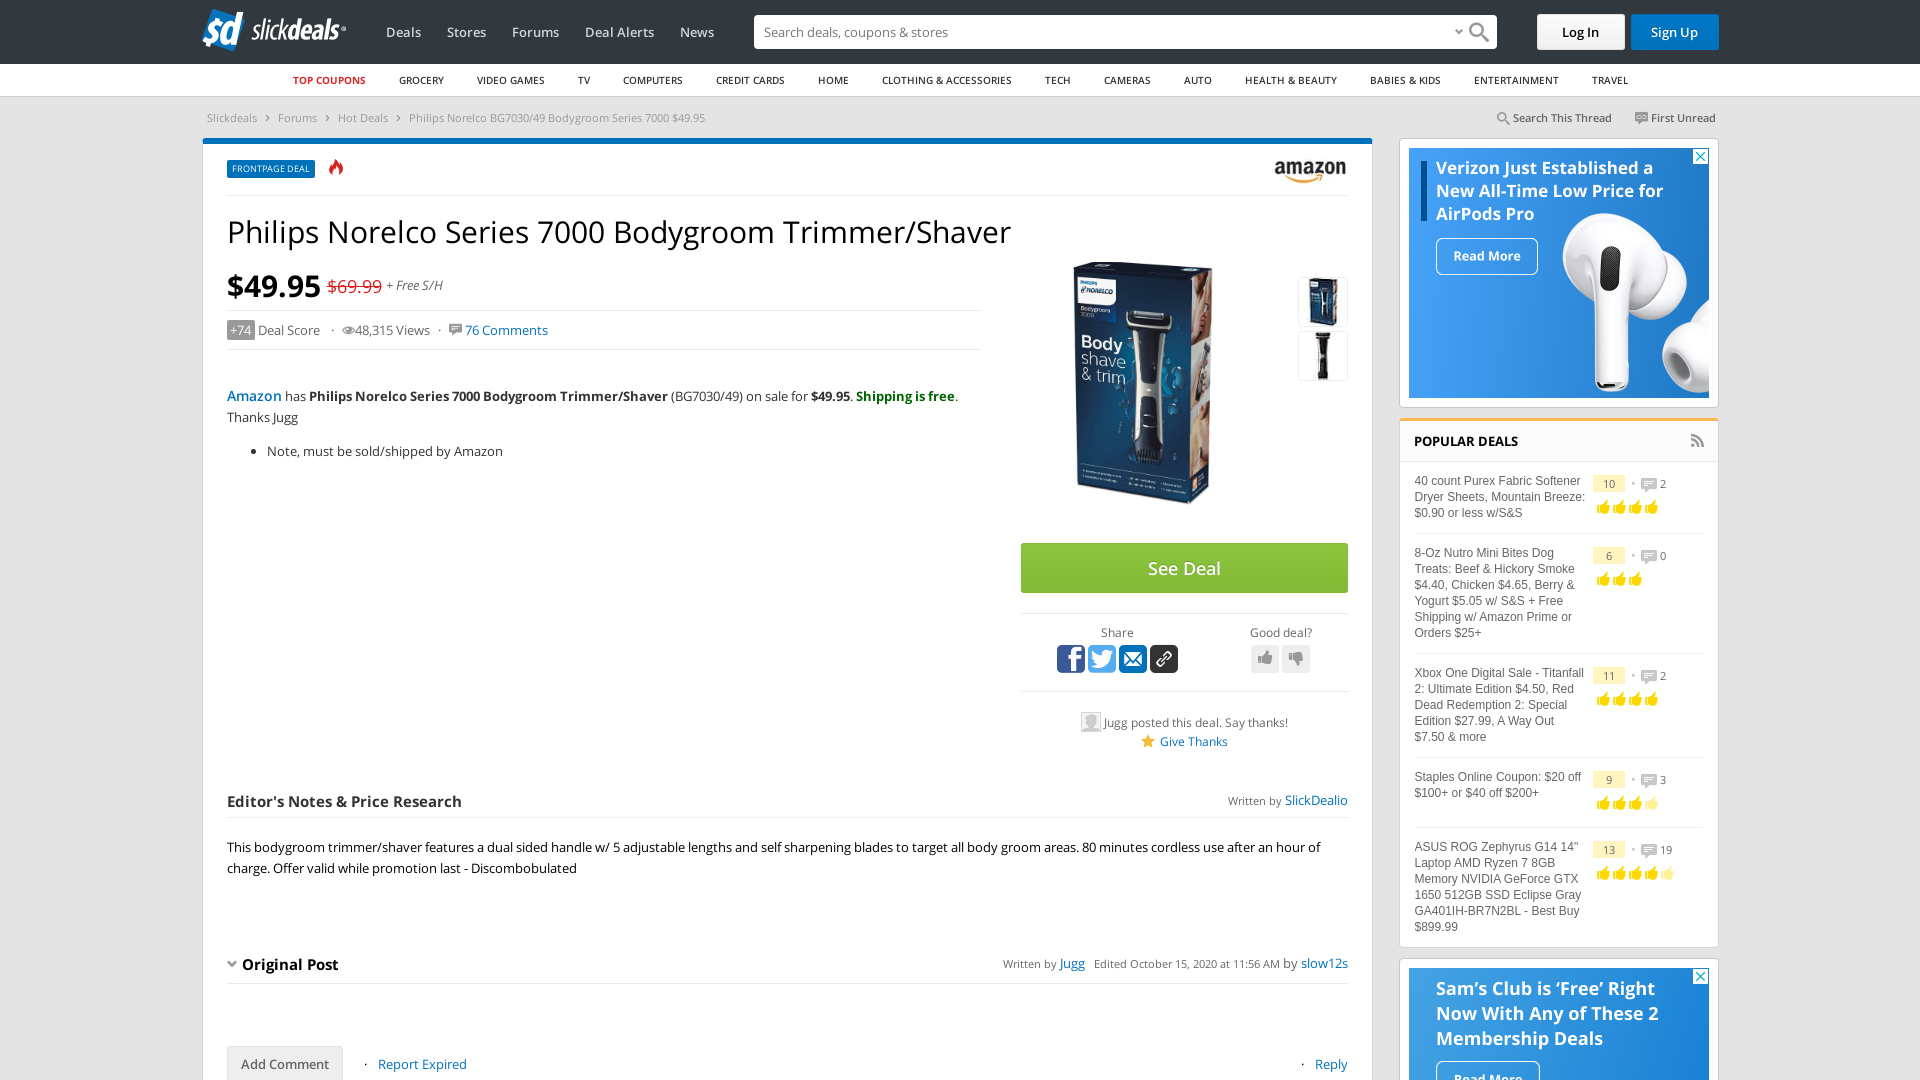 slickdeals
Deals
Stores
Forums
Deal Alerts
News
Search deals, coupons & stores
Log In
Sign Up
TOP COUPONS
GROCERY
VIDEO GAMES
TV
COMPUTERS
CREDIT CARDS
HOME
CLOTHING & ACCESSORIES
TECH
CAMERAS
AUTO
HEALTH & BEAUTY
BABIES & KIDS
ENTERTAINMENT
TRAVEL
Slickdeals > Forums > Hot Deals > Philips Norelco BG7030/49 Bodygroom Series 7000 $49.95
Search This Thread
First Unread
FRONTPAGE DEAL
amazon
Philips Norelco Series 7000 Bodygroom Trimmer/Shaver
$49.95 $69.99 + Free S/H
+74 Deal Score · 48,315 Views · 76 Comments
Amazon has Philips Norelco Series 7000 Bodygroom Trimmer/Shaver (BG7030/49) on sale for $49.95. Shipping is free.
Thanks Jugg
• Note, must be sold/shipped by Amazon
PHILIPS
NORELCO
Bodygroom
7000
Body
shave
& trim
See Deal
Share
Good deal?
Jugg posted this deal. Say thanks!
Give Thanks
Editor's Notes & Price Research
Written by SlickDealio
This bodygroom trimmer/shaver features a dual sided handle w/ 5 adjustable lengths and self sharpening blades to target all body groom areas. 80 minutes cordless use after an hour of
charge. Offer valid while promotion last - Discombobulated
Original Post
Written by Jugg Edited October 15, 2020 at 11:56 AM by slow12s
Add Comment
· Report Expired
· Reply
Verizon Just Established a
New All-Time Low Price for
AirPods Pro
Read More
POPULAR DEALS
40 count Purex Fabric Softener
Dryer Sheets, Mountain Breeze:
$0.90 or less w/S&S
10 • 2
8-Oz Nutro Mini Bites Dog
Treats: Beef & Hickory Smoke
$4.40, Chicken $4.65, Berry &
Yogurt $5.05 w/ S&S + Free
Shipping w/ Amazon Prime or
Orders $25+
6 • 0
Xbox One Digital Sale - Titanfall
2: Ultimate Edition $4.50, Red
Dead Redemption 2: Special
Edition $27.99, A Way Out
$7.50 & more
11 • 2
Staples Online Coupon: $20 off
$100+ or $40 off $200+
9 • 3
ASUS ROG Zephyrus G14 14"
Laptop AMD Ryzen 7 8GB
Memory NVIDIA GeForce GTX
1650 512GB SSD Eclipse Gray
GA401IH-BR7N2BL - Best Buy
$899.99
13 • 19
Sam's Club is 'Free' Right
Now With Any of These 2
Membership Deals
Read More